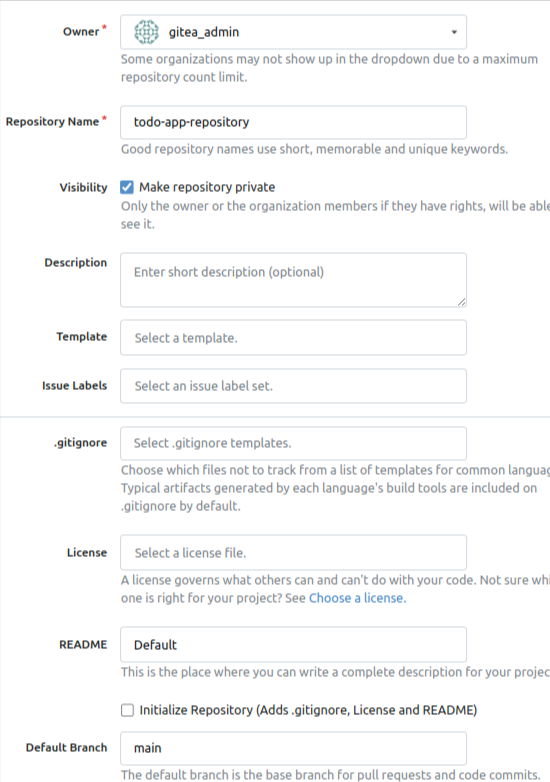 Owner *
gitea_admin
Some organizations may not show up in the dropdown due to a maximum
repository count limit.
Repository Name *
todo-app-repository
Good repository names use short, memorable and unique keywords.
Visibility
Make repository private
Only the owner or the organization members if they have rights, will be able
see it.
Description
Enter short description (optional)
Template
Select a template.
Issue Labels
Select an issue label set.
.gitignore
Select .gitignore templates.
Choose which files not to track from a list of templates for common languag
Typical artifacts generated by each language's build tools are included on
.gitignore by default.
License
Select a license file.
A license governs what others can and can't do with your code. Not sure whi
one is right for your project? See Choose a license.
README
Default
This is the place where you can write a complete description for your projec
Initialize Repository (Adds .gitignore, License and README)
Default Branch
main
The default branch is the base branch for pull requests and code commits.